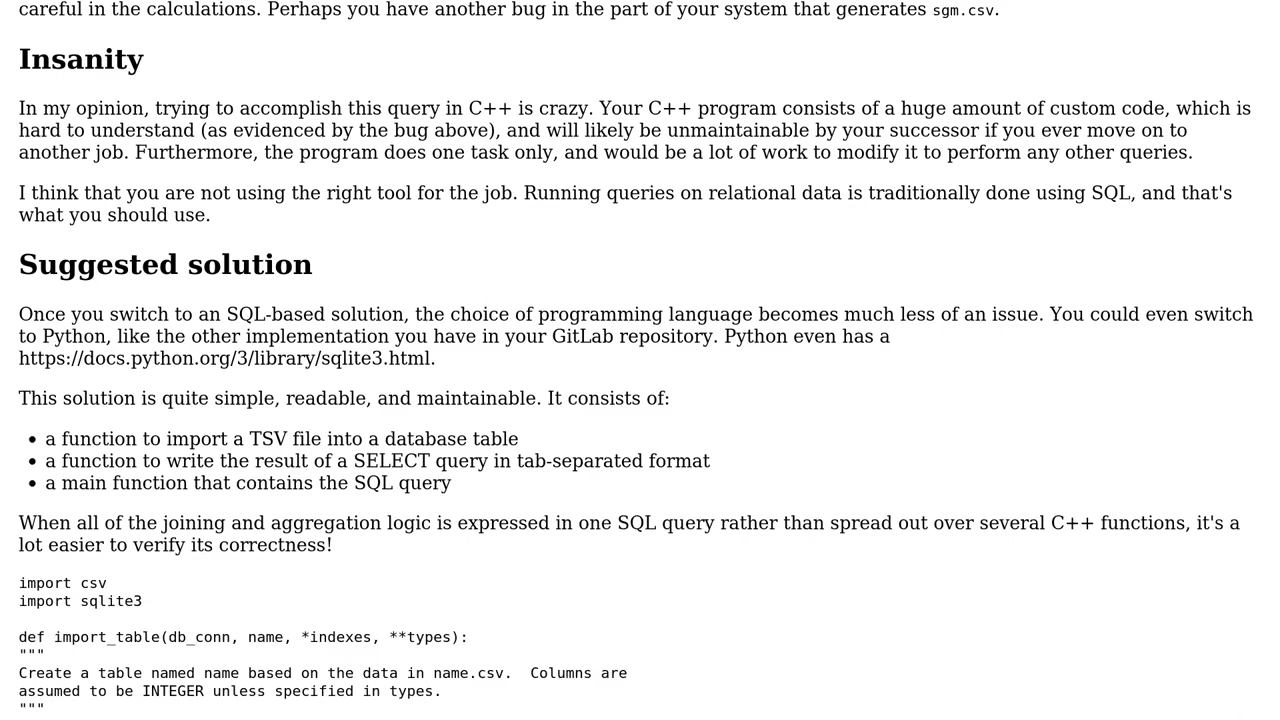 careful in the calculations. Perhaps you have another bug in the part of your system that generates sgm.csv.
Insanity
In my opinion, trying to accomplish this query in C++ is crazy. Your C++ program consists of a huge amount of custom code, which is
hard to understand (as evidenced by the bug above), and will likely be unmaintainable by your successor if you ever move on to
another job. Furthermore, the program does one task only, and would be a lot of work to modify it to perform any other queries.
I think that you are not using the right tool for the job. Running queries on relational data is traditionally done using SQL, and that's
what you should use.
Suggested solution
Once you switch to an SQL-based solution, the choice of programming language becomes much less of an issue. You could even switch
to Python, like the other implementation you have in your GitLab repository. Python even has a
https://docs.python.org/3/library/sqlite3.html.
This solution is quite simple, readable, and maintainable. It consists of:
• a function to import a TSV file into a database table
• a function to write the result of a SELECT query in tab-separated format
• a main function that contains the SQL query
When all of the joining and aggregation logic is expressed in one SQL query rather than spread out over several C++ functions, it's a
lot easier to verify its correctness!
import csv
import sqlite3
def import_table(db_conn, name, *indexes, **types):
"""
Create a table named name based on the data in name.csv.  Columns are
assumed to be INTEGER unless specified in types.
"""